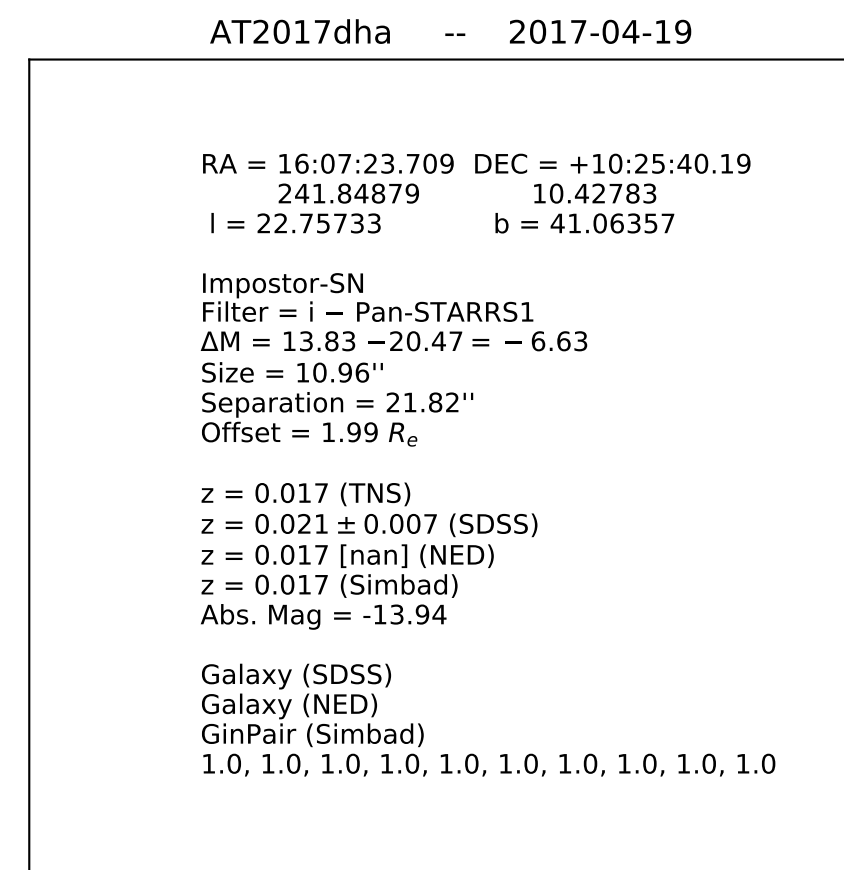 AT2017dha -- 2017-04-19
RA = 16:07:23.709 DEC = +10:25:40.19
241.84879 10.42783
l = 22.75733 b = 41.06357
Impostor-SN
Filter = i − Pan-STARRS1
ΔM = 13.83 −20.47 = − 6.63
Size = 10.96''
Separation = 21.82''
Offset = 1.99 Rₑ
z = 0.017 (TNS)
z = 0.021 ± 0.007 (SDSS)
z = 0.017 [nan] (NED)
z = 0.017 (Simbad)
Abs. Mag = -13.94
Galaxy (SDSS)
Galaxy (NED)
GinPair (Simbad)
1.0, 1.0, 1.0, 1.0, 1.0, 1.0, 1.0, 1.0, 1.0, 1.0